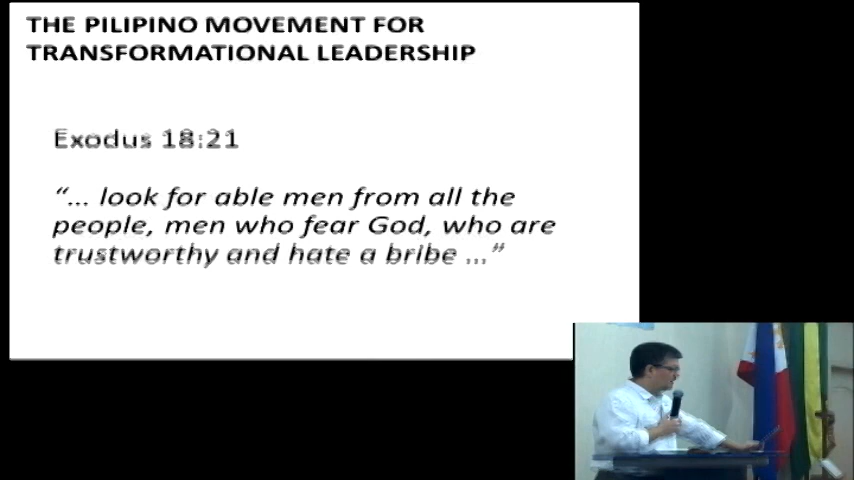 THE PILIPINO MOVEMENT FOR
TRANSFORMATIONAL LEADERSHIP
Exodus 18:21
“... look for able men from all the
people, men who fear God, who are
trustworthy and hate a bribe ...”